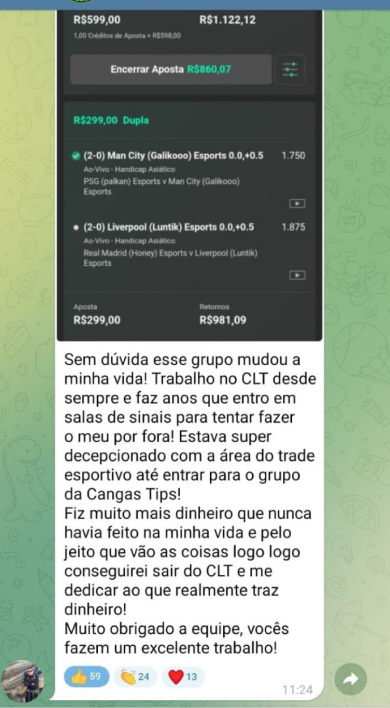 R$599,00 R$1.122,12
1,00 Créditos de Aposta + R$598,00
Encerrar Aposta R$860,07
R$299,00 Dupla
(2-0) Man City (Galikooo) Esports 0.0,+0.5 1.750
Ao-Vivo - Handicap Asiático
PSG (palkan) Esports v Man City (Galikooo)
Esports
(2-0) Liverpool (Luntik) Esports 0.0,+0.5 1.875
Ao-Vivo - Handicap Asiático
Real Madrid (Honey) Esports v Liverpool (Luntik)
Esports
Aposta Retornos
R$299,00 R$981,09
Sem dúvida esse grupo mudou a
minha vida! Trabalho no CLT desde
sempre e faz anos que entro em
salas de sinais para tentar fazer
o meu por fora! Estava super
decepcionado com a área do trade
esportivo até entrar para o grupo
da Cangas Tips!
Fiz muito mais dinheiro que nunca
havia feito na minha vida e pelo
jeito que vão as coisas logo logo
conseguirei sair do CLT e me
dedicar ao que realmente traz
dinheiro!
Muito obrigado a equipe, vocês
fazem um excelente trabalho!
59 24 13
11:24